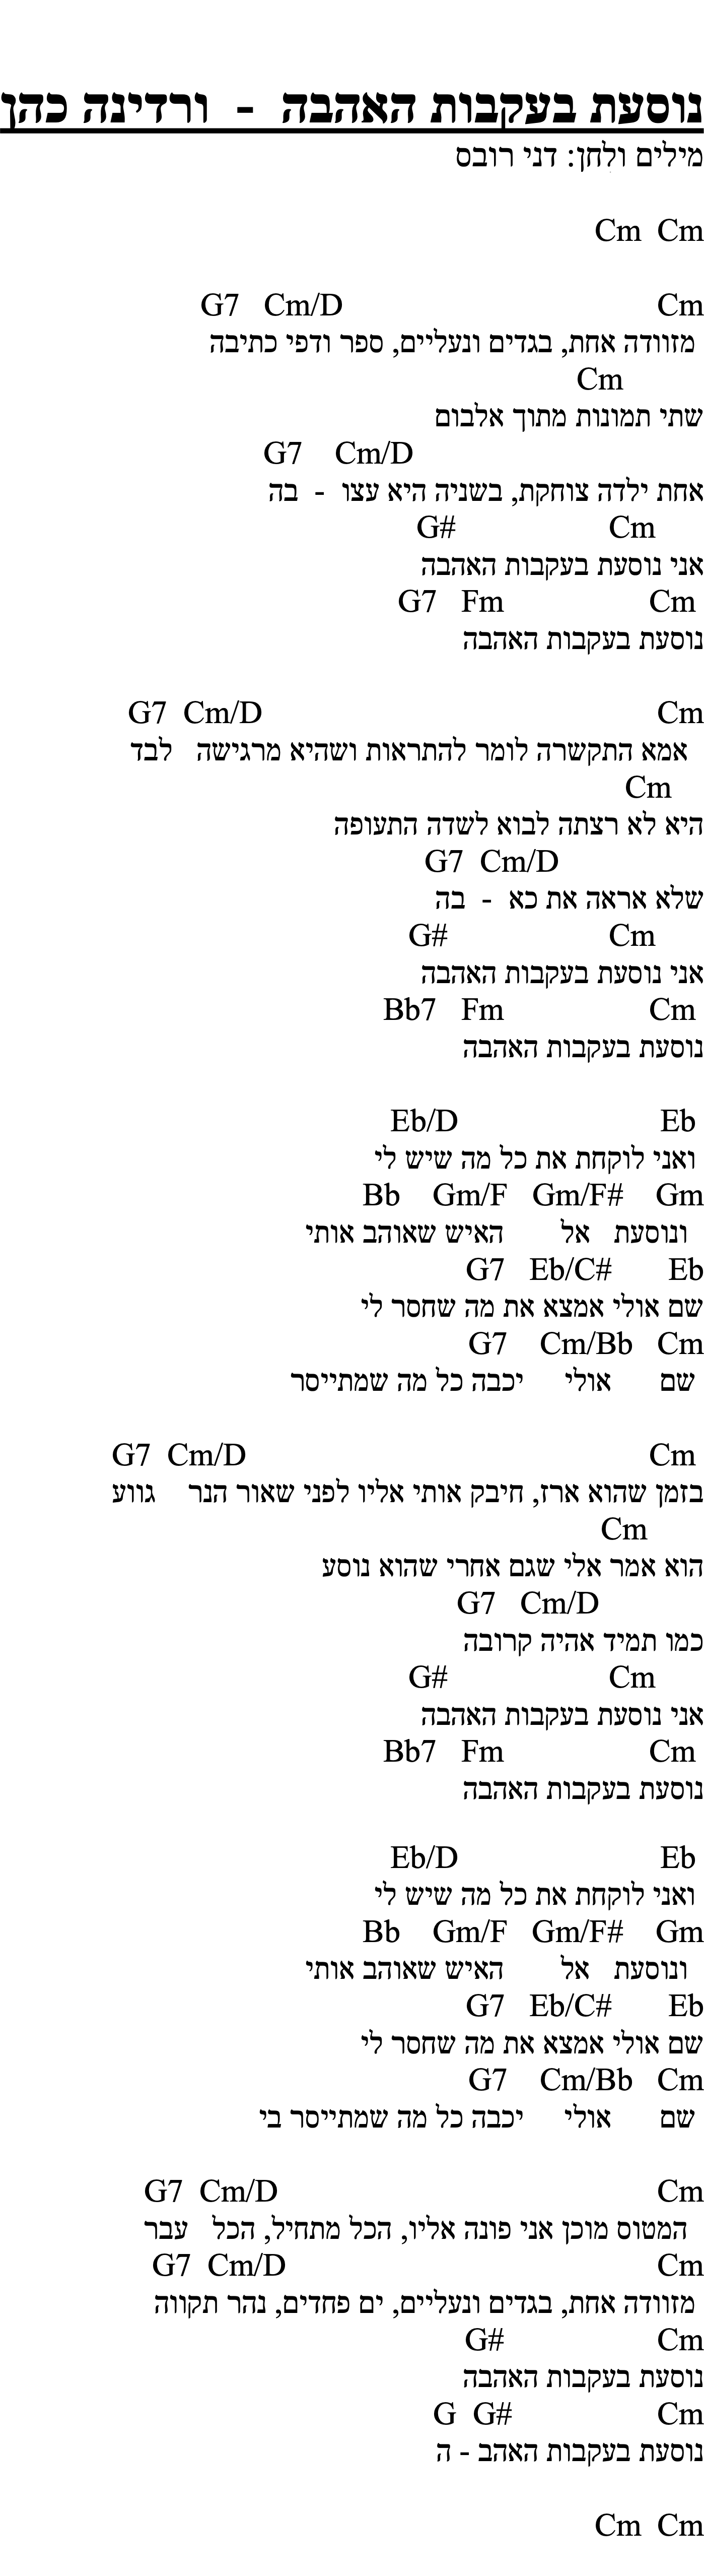 נוסעת בעקבות האהבה - ורדינה כהן
מילים ולחן: דני רובס
Cm Cm
G7 Cm/D Cm
מזוודה אחת, בגדים ונעליים, ספר ודפי כתיבה
Cm
שתי תמונות מתוך אלבום
G7 Cm/D
אחת ילדה צוחקת, בשניה היא עצו - בה
G# Cm
אני נוסעת בעקבות האהבה
G7 Fm Cm
נוסעת בעקבות האהבה
G7 Cm/D Cm
אמא התקשרה לומר להתראות ושהיא מרגישה לבד
Cm
היא לא רצתה לבוא לשדה התעופה
G7 Cm/D
שלא אראה את כא - בה
G# Cm
אני נוסעת בעקבות האהבה
Bb7 Fm Cm
נוסעת בעקבות האהבה
Eb/D Eb
ואני לוקחת את כל מה שיש לי
Bb Gm/F Gm/F# Gm
ונוסעת אל האיש שאוהב אותי
G7 Eb/C# Eb
שם אולי אמצא את מה שחסר לי
G7 Cm/Bb Cm
שם אולי יכבה כל מה שמתייסר
G7 Cm/D Cm
בזמן שהוא ארז, חיבק אותי אליו לפני שאור הנר גווע
Cm
הוא אמר אלי שגם אחרי שהוא נוסע
G7 Cm/D
כמו תמיד אהיה קרובה
G# Cm
אני נוסעת בעקבות האהבה
Bb7 Fm Cm
נוסעת בעקבות האהבה
Eb/D Eb
ואני לוקחת את כל מה שיש לי
Bb Gm/F Gm/F# Gm
ונוסעת אל האיש שאוהב אותי
G7 Eb/C# Eb
שם אולי אמצא את מה שחסר לי
G7 Cm/Bb Cm
שם אולי יכבה כל מה שמתייסר בי
G7 Cm/D Cm
המטוס מוכן אני פונה אליו, הכל מתחיל, הכל עבר
G7 Cm/D Cm
מזוודה אחת, בגדים ונעליים, ים פחדים, נהר תקווה
G# Cm
נוסעת בעקבות האהבה
G G# Cm
נוסעת בעקבות האהב - ה
Cm Cm